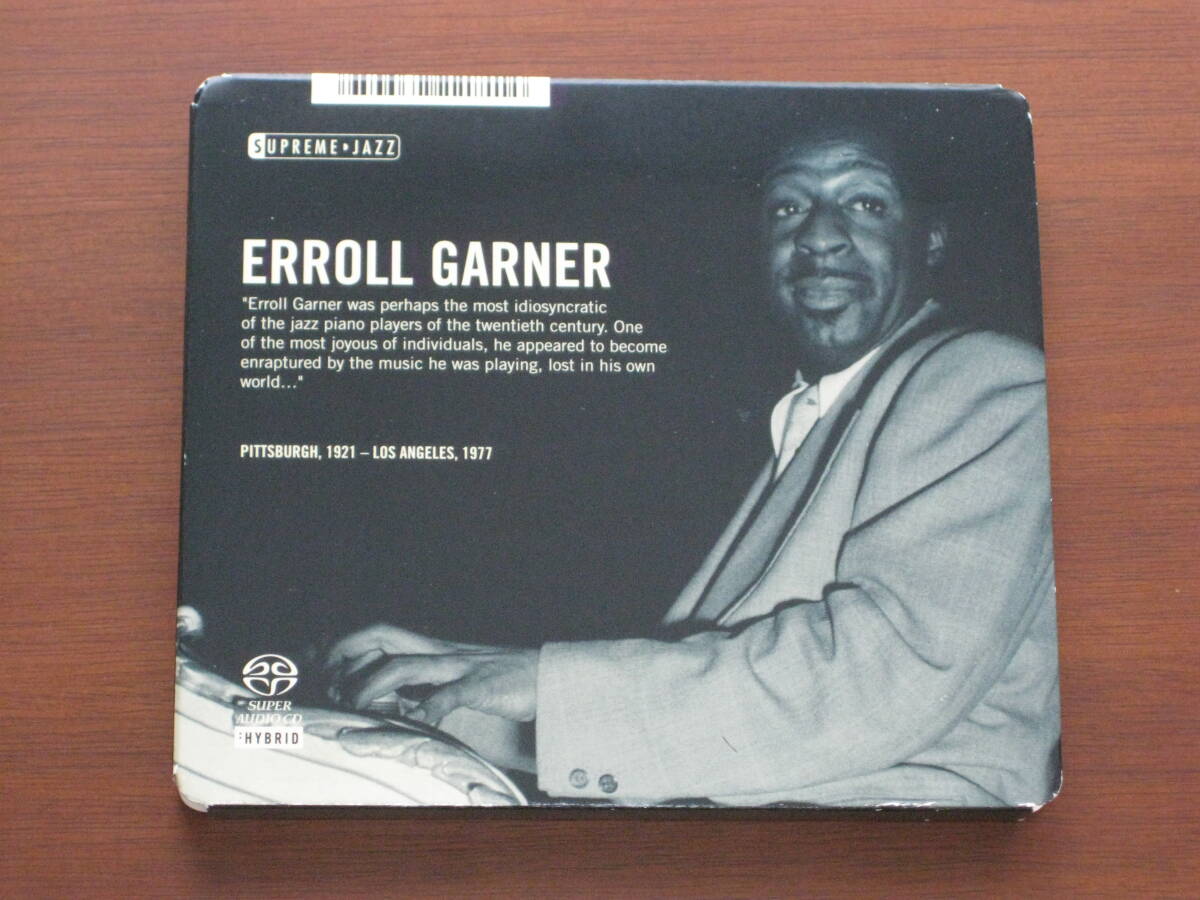 SUPREME▸JAZZ
ERROLL GARNER
"Erroll Garner was perhaps the most idiosyncratic
of the jazz piano players of the twentieth century. One
of the most joyous of individuals, he appeared to become
enraptured by the music he was playing, lost in his own
world..."
PITTSBURGH, 1921 – LOS ANGELES, 1977
SUPER
AUDIO CD
:HYBRID